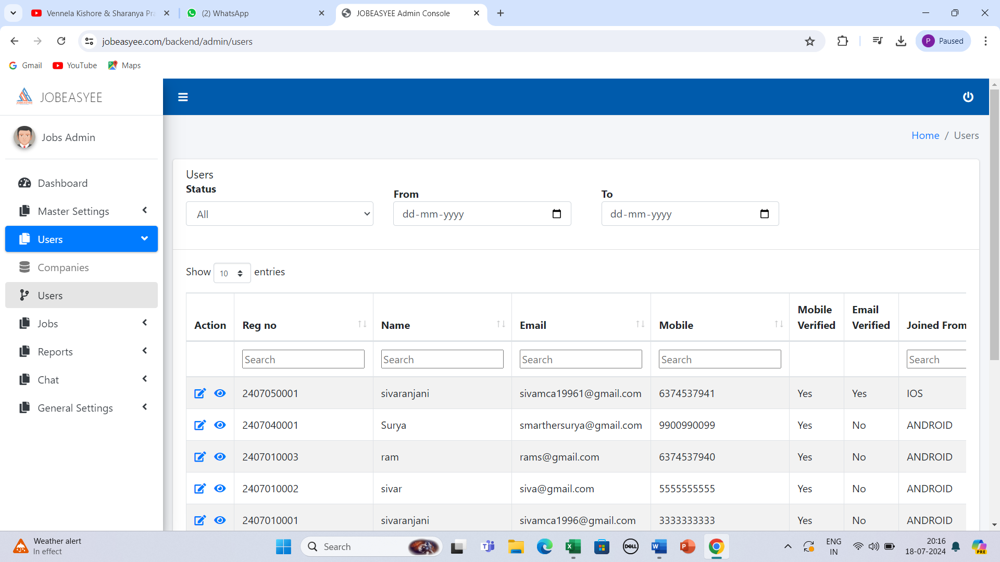 Vennela Kishore & Sharanya Pra
(2) WhatsApp
JOBEASYEE Admin Console
jobeasyee.com/backend/admin/users
P Paused
Gmail YouTube Maps
JOBEASYEE
Jobs Admin
Home / Users
Dashboard
Master Settings
Users
Companies
Users
Jobs
Reports
Chat
General Settings
Users
Status From To
All dd-mm-yyyy dd-mm-yyyy
Show 10 entries
Action Reg no Name Email Mobile Mobile Verified Email Verified Joined From
Search Search Search Search Search
2407050001 sivaranjani sivamca19961@gmail.com 6374537941 Yes Yes IOS
2407040001 Surya smarthersurya@gmail.com 9900990099 Yes No ANDROID
2407010003 ram rams@gmail.com 6374537940 Yes No ANDROID
2407010002 sivar siva@gmail.com 5555555555 Yes No ANDROID
2407010001 sivaranjani sivamca1996@gmail.com 3333333333 Yes No ANDROID
Weather alert
In effect
Search
DELL
ENG
IN
20:16
18-07-2024
PRE